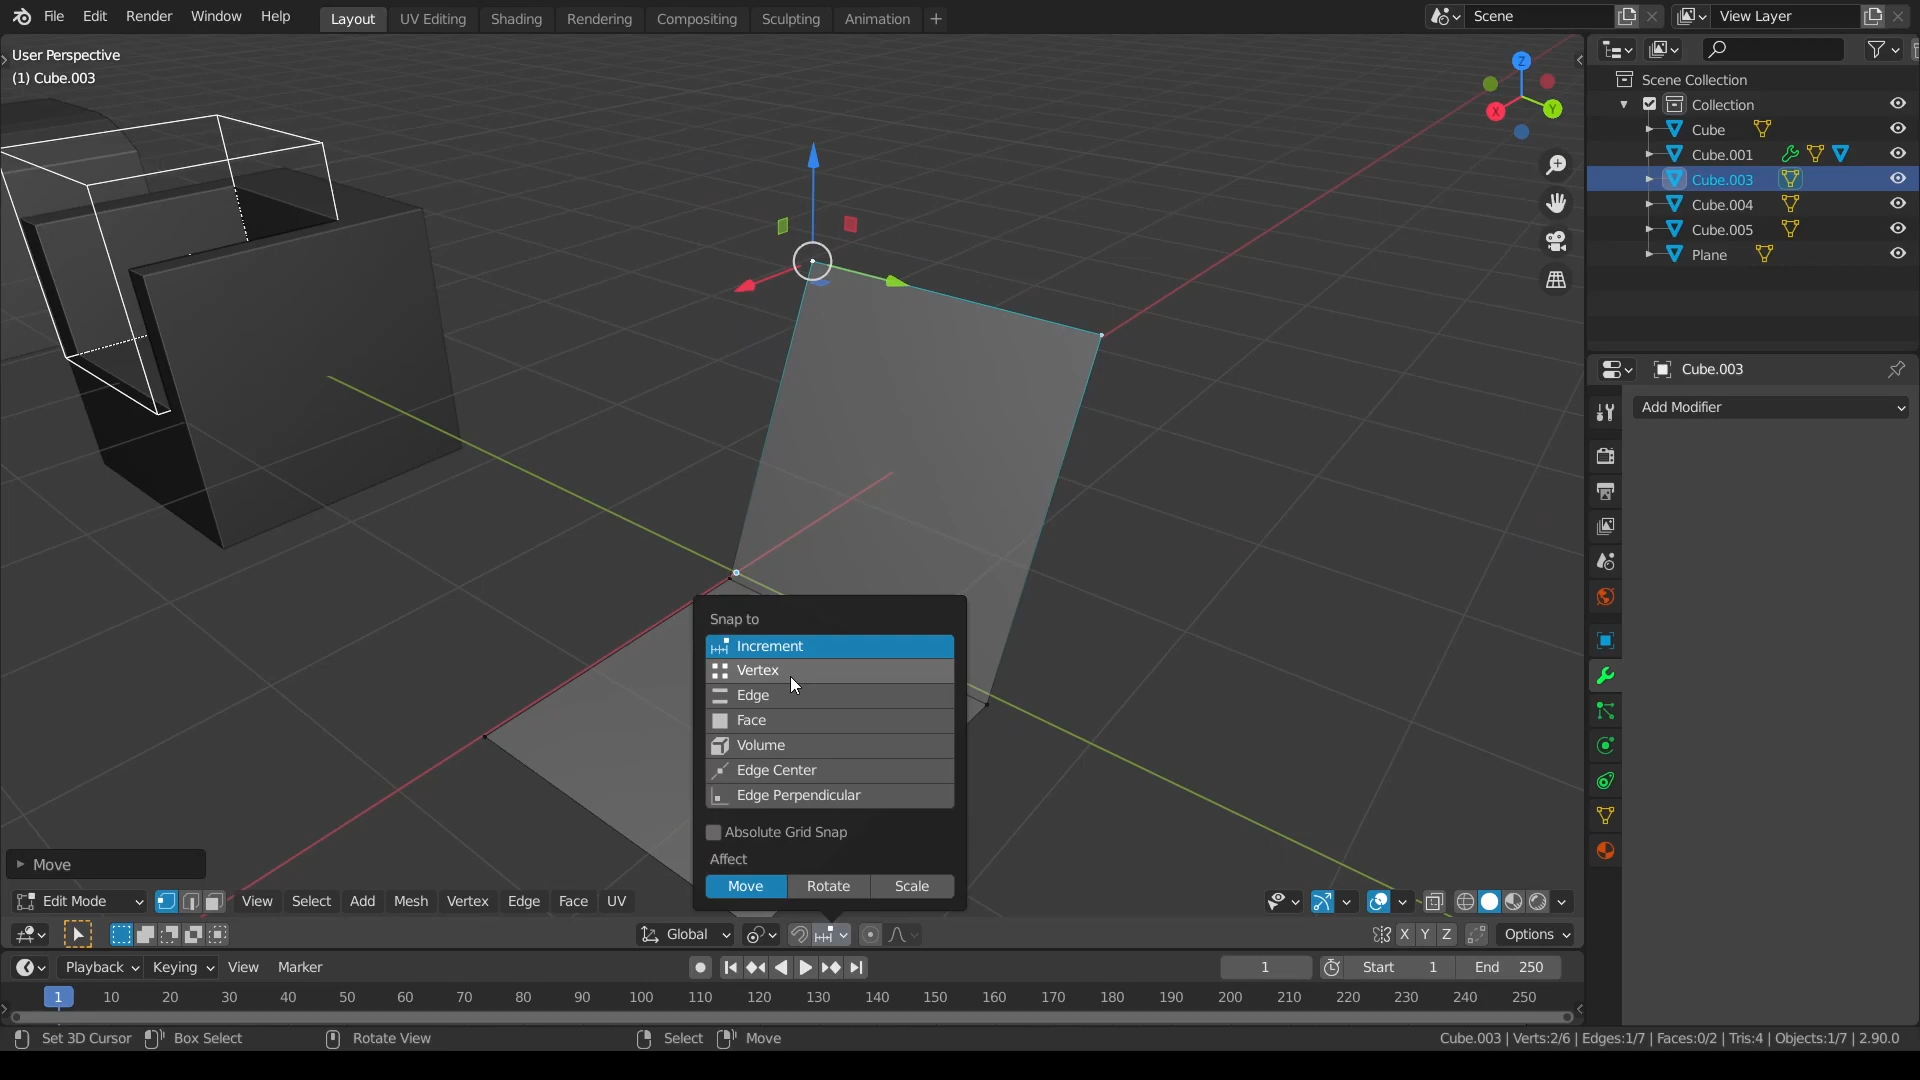 File Edit Render Window Help Layout UV Editing Shading Rendering Compositing Sculpting Animation + Scene View Layer
User Perspective
(1) Cube.003
Z
Y
X
Scene Collection
Collection
Cube
Cube.001
Cube.003
Cube.004
Cube.005
Plane
Cube.003
Add Modifier
Snap to
Increment
Vertex
Edge
Face
Volume
Edge Center
Edge Perpendicular
Absolute Grid Snap
Affect
Move Rotate Scale
Move
Edit Mode View Select Add Mesh Vertex Edge Face UV
Global X Y Z Options
Playback Keying View Marker 1 Start 1 End 250
1 10 20 30 40 50 60 70 80 90 100 110 120 130 140 150 160 170 180 190 200 210 220 230 240 250
Set 3D Cursor Box Select Rotate View Select Move Cube.003 | Verts:2/6 | Edges:1/7 | Faces:0/2 | Tris:4 | Objects:1/7 | 2.90.0